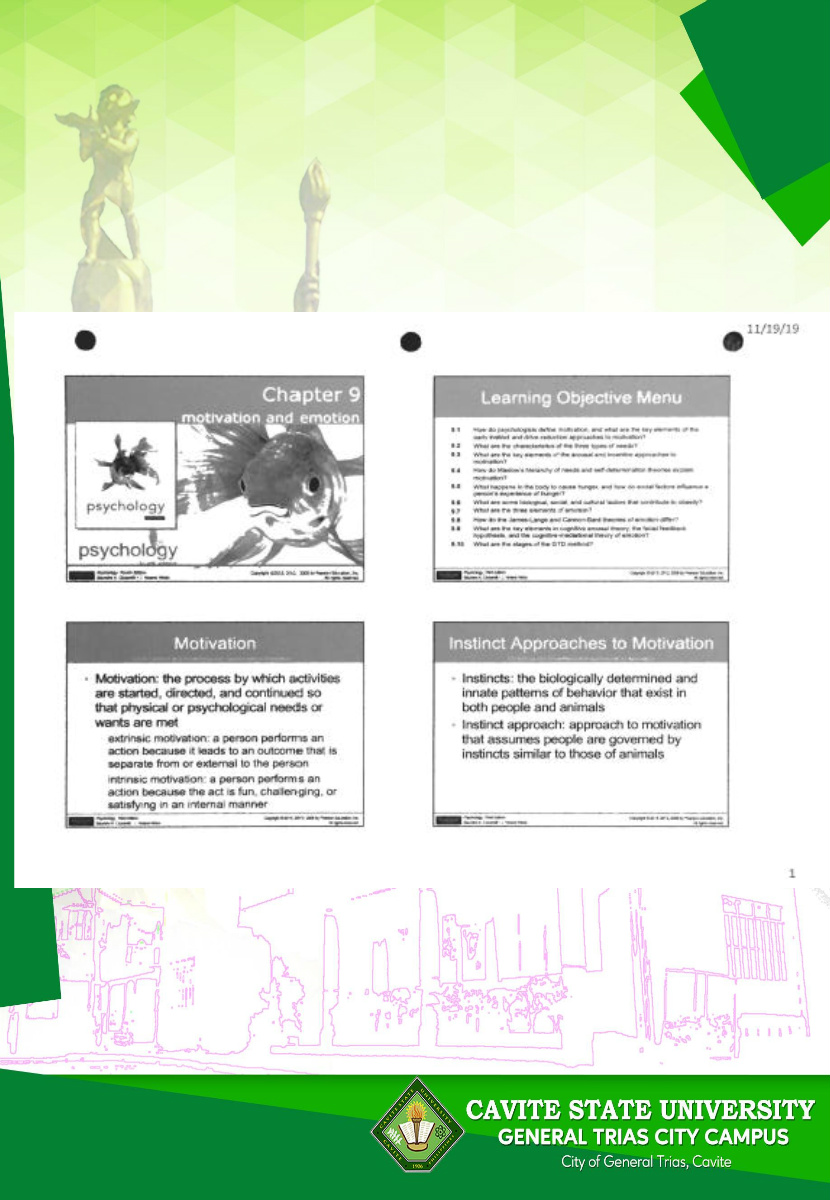 11/19/19
Chapter 9
motivation and emotion
psychology
psychology
Learning Objective Menu
9.1 How do psychologists define motivation, and what are the key elements of the
early instinct and drive-reduction approaches to motivation?
9.2 What are the characteristics of the three types of needs?
9.3 What are the key elements of the arousal and incentive approaches to
motivation?
9.4 How do Maslow's hierarchy of needs and self-determination theories explain
motivation?
9.5 What happens in the body to cause hunger, and how do social factors influence a
person's experience of hunger?
9.6 What are some biological, social, and cultural factors that contribute to obesity?
9.7 What are the three elements of emotion?
9.8 How do the James-Lange and Cannon-Bard theories of emotion differ?
9.9 What are the key elements in cognitive arousal theory, the facial feedback
hypothesis, and the cognitive-mediational theory of emotion?
9.10 What are the stages of the GTD method?
Motivation
• Motivation: the process by which activities
are started, directed, and continued so
that physical or psychological needs or
wants are met
extrinsic motivation: a person performs an
action because it leads to an outcome that is
separate from or external to the person
intrinsic motivation: a person performs an
action because the act is fun, challenging, or
satisfying in an internal manner
Instinct Approaches to Motivation
• Instincts: the biologically determined and
innate patterns of behavior that exist in
both people and animals
• Instinct approach: approach to motivation
that assumes people are governed by
instincts similar to those of animals
1
CAVITE STATE UNIVERSITY
GENERAL TRIAS CITY CAMPUS
City of General Trias, Cavite